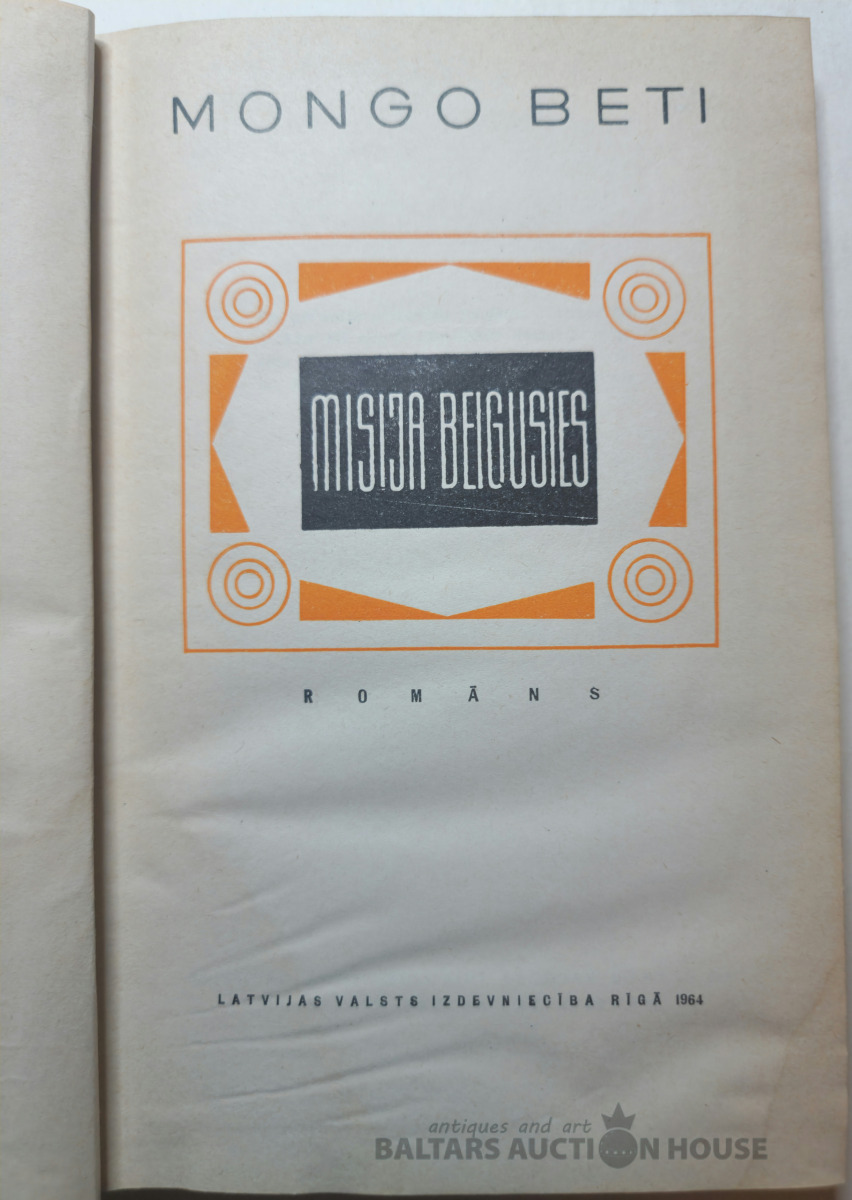 MONGO BETI
MISIJA BEIGUSIES
ROMĀNS
LATVIJAS VALSTS IZDEVNIECĪBA RĪGĀ 1964
antiques and art
BALTARS AUCTION HOUSE